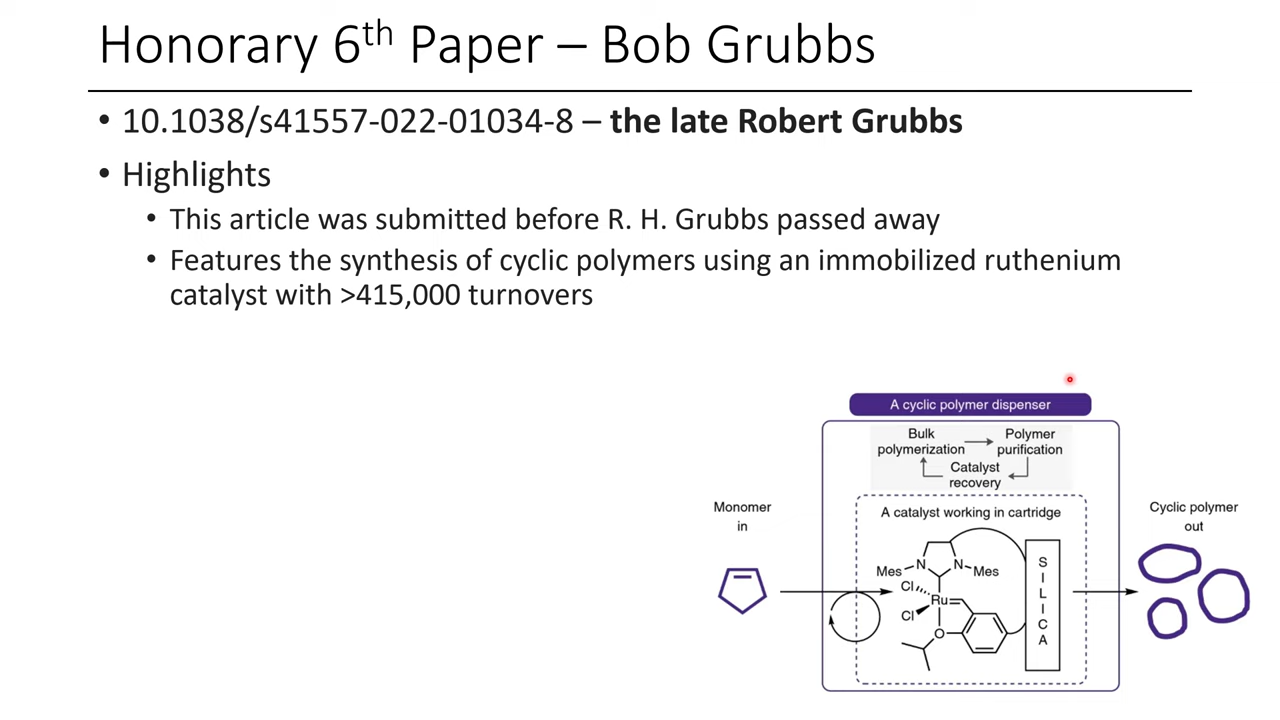 Honorary 6th Paper – Bob Grubbs
• 10.1038/s41557-022-01034-8 – the late Robert Grubbs
• Highlights
• This article was submitted before R. H. Grubbs passed away
• Features the synthesis of cyclic polymers using an immobilized ruthenium
catalyst with >415,000 turnovers
A cyclic polymer dispenser
Bulk
polymerization
Polymer
purification
Catalyst
recovery
Monomer
in
A catalyst working in cartridge
Mes
N
N
Mes
Cl
Cl
Ru
O
SILICA
Cyclic polymer
out